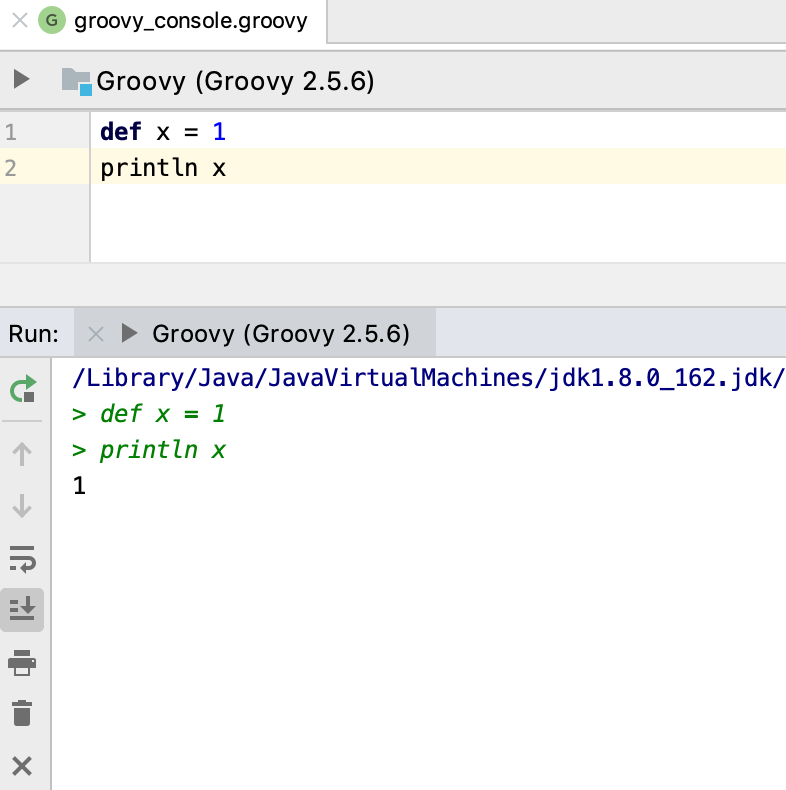 G groovy_console.groovy
Groovy (Groovy 2.5.6)
1 def x = 1
2 println x
Run: Groovy (Groovy 2.5.6)
/Library/Java/JavaVirtualMachines/jdk1.8.0_162.jdk/
> def x = 1
> println x
1